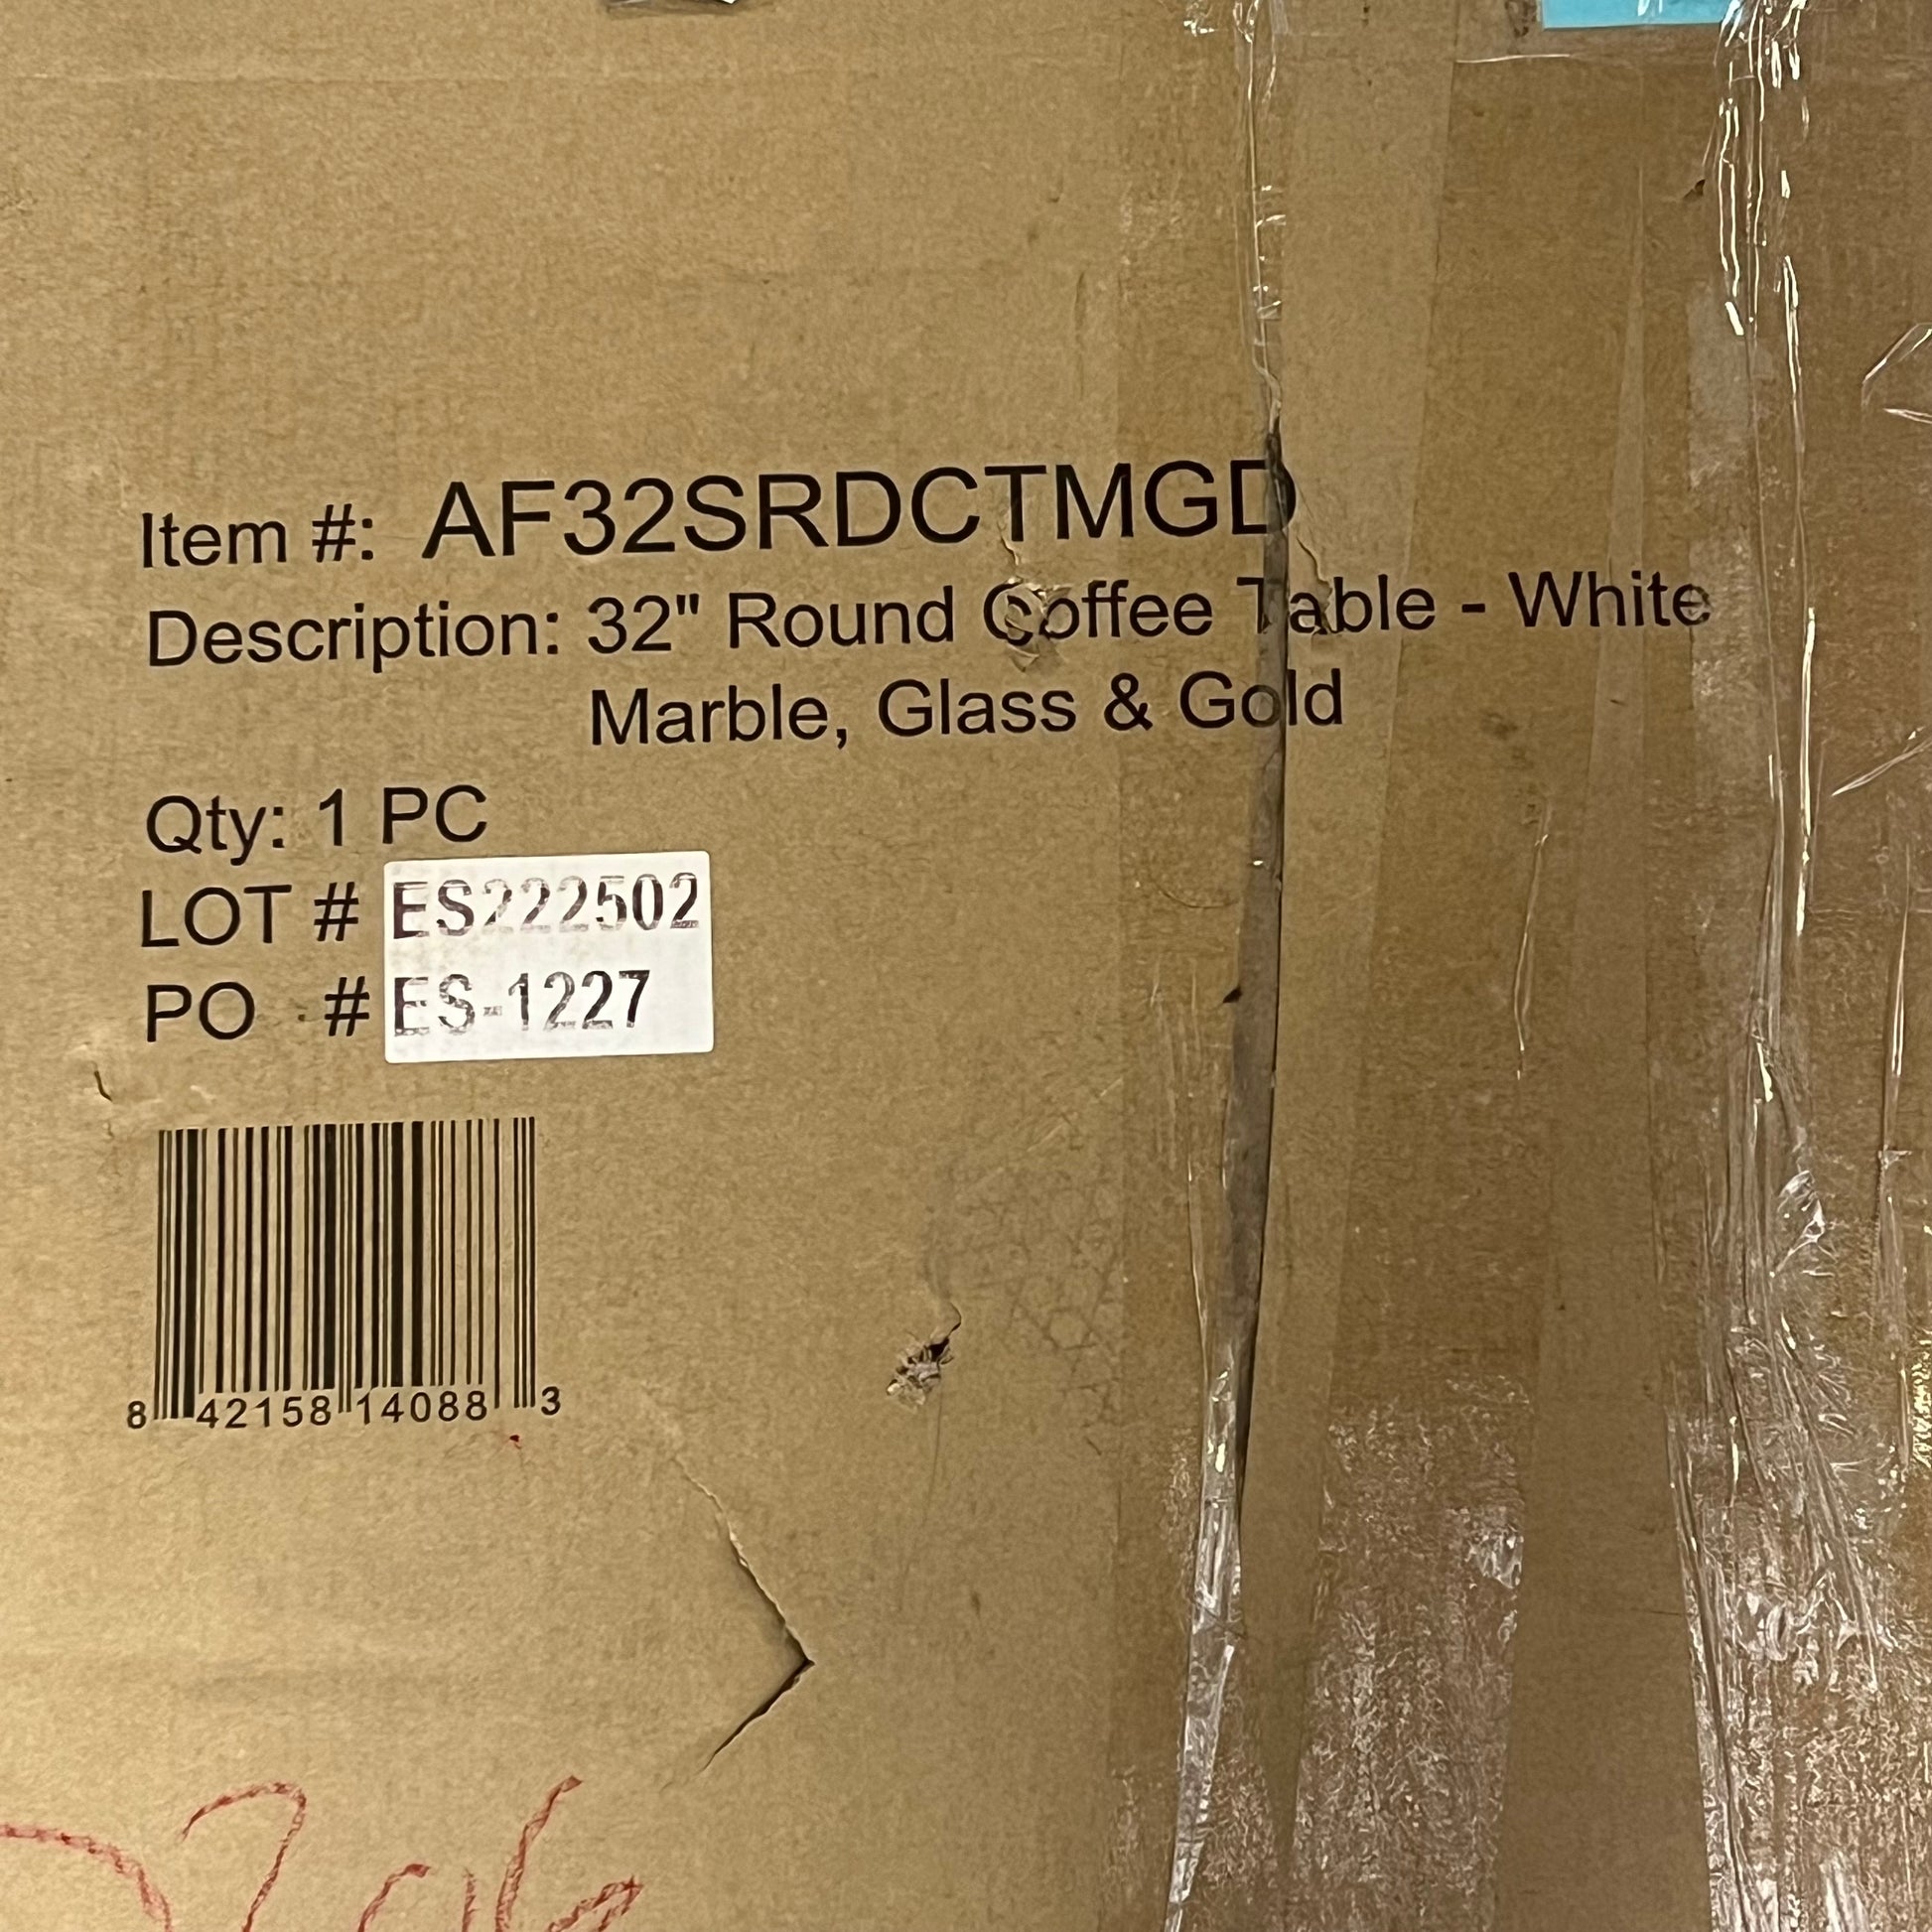 Item #: AF32SRDCTMGD
Description: 32" Round Coffee Table - White
Marble, Glass & Gold
Qty: 1 PC
LOT # ES222502
PO # ES-1227
8 42158 14088 3